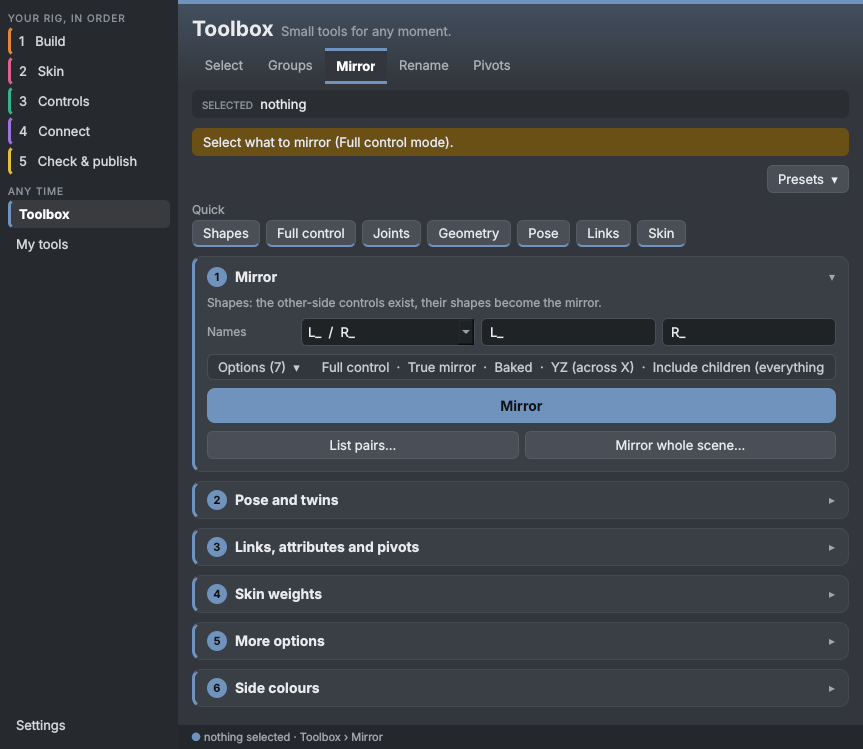 YOUR RIG, IN ORDER
1 Build
2 Skin
3 Controls
4 Connect
5 Check & publish
ANY TIME
Toolbox
My tools
Settings
Toolbox Small tools for any moment.
Select Groups Mirror Rename Pivots
SELECTED nothing
Select what to mirror (Full control mode).
Presets ▾
Quick
Shapes Full control Joints Geometry Pose Links Skin
1 Mirror ▾
Shapes: the other-side controls exist, their shapes become the mirror.
Names L_ / R_ L_ R_
Options (7) ▾ Full control · True mirror · Baked · YZ (across X) · Include children (everything
Mirror
List pairs... Mirror whole scene...
2 Pose and twins ▸
3 Links, attributes and pivots ▸
4 Skin weights ▸
5 More options ▸
6 Side colours ▸
nothing selected · Toolbox › Mirror